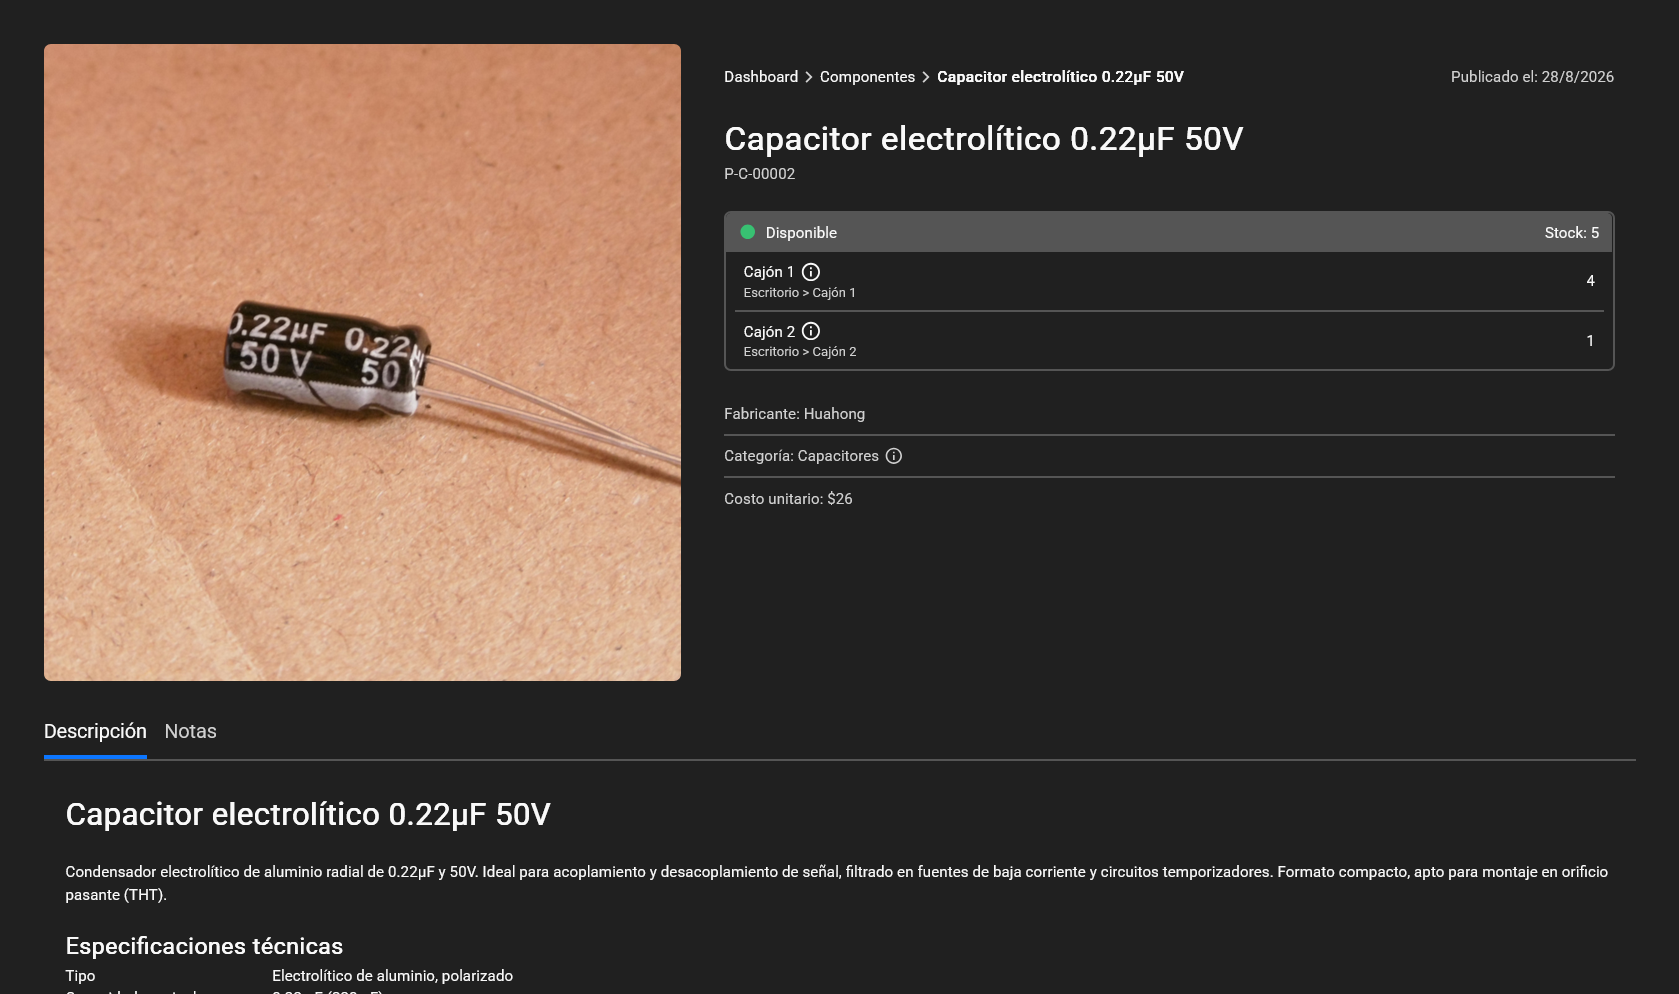 Dashboard > Componentes > Capacitor electrolítico 0.22µF 50V
Publicado el: 28/8/2026
Capacitor electrolítico 0.22µF 50V
P-C-00002
Disponible
Stock: 5
Cajón 1
Escritorio > Cajón 1
4
Cajón 2
Escritorio > Cajón 2
1
Fabricante: Huahong
Categoría: Capacitores
Costo unitario: $26
0.22µF 0.22µ
50V 50
Descripción Notas
Capacitor electrolítico 0.22µF 50V
Condensador electrolítico de aluminio radial de 0.22µF y 50V. Ideal para acoplamiento y desacoplamiento de señal, filtrado en fuentes de baja corriente y circuitos temporizadores. Formato compacto, apto para montaje en orificio
pasante (THT).
Especificaciones técnicas
Tipo Electrolítico de aluminio, polarizado